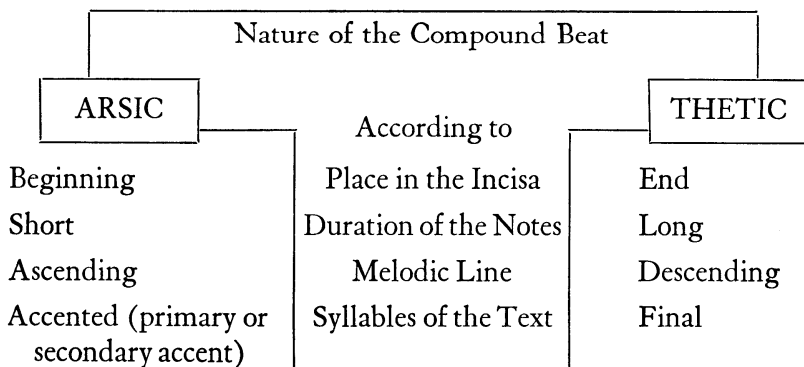 Nature of the Compound Beat
ARSIC
According to
THETIC
Beginning
Place in the Incisa
End
Short
Duration of the Notes
Long
Ascending
Melodic Line
Descending
Accented (primary or
secondary accent)
Syllables of the Text
Final